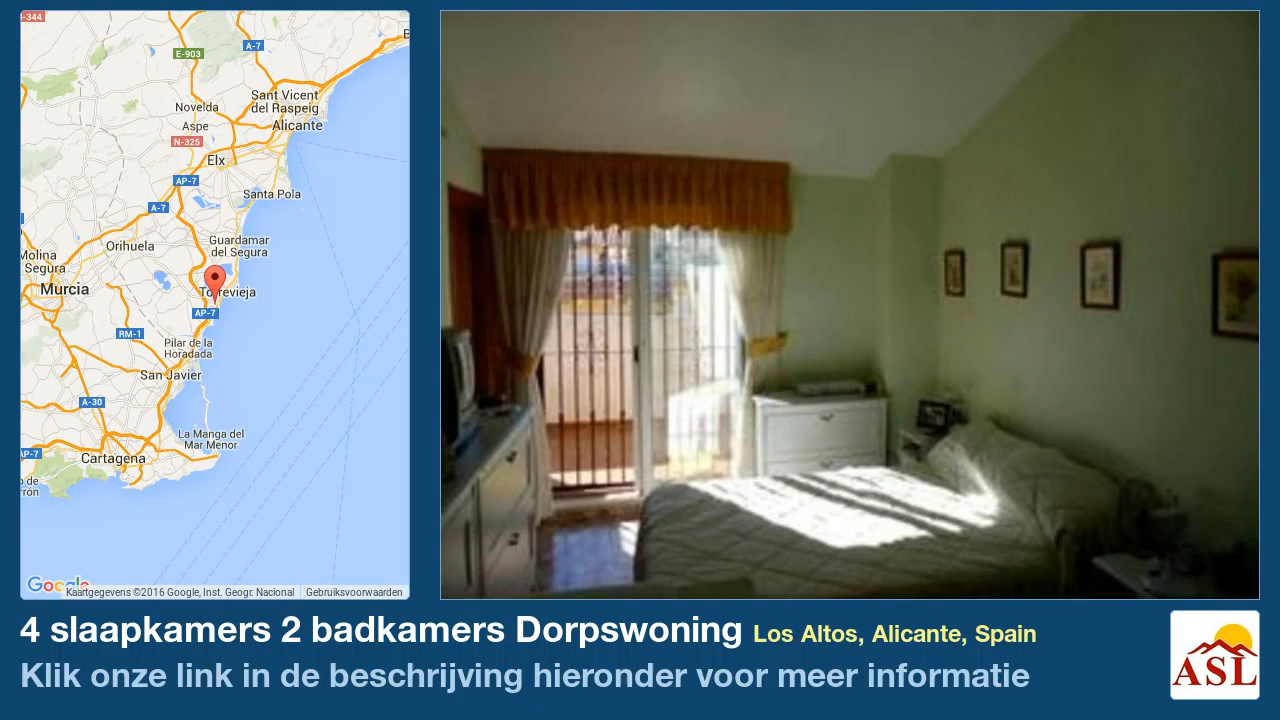 -344
A-7
E-903
Sant Vicent
del Raspeig
Novelda
Alicante
Aspe
N-325
Elx
AP-7
Santa Pola
A-7
Orihuela
Guardamar
del Segura
Molina
Segura
Murcia
Torrevieja
AP-7
RM-1
Pilar de la
Horadada
San Javier
A-30
La Manga del
Mar Menor
AP-7
Cartagena
Google
Kaartgegevens ©2016 Google, Inst. Geogr. Nacional Gebruiksvoorwaarden
4 slaapkamers 2 badkamers Dorpswoning Los Altos, Alicante, Spain
Klik onze link in de beschrijving hieronder voor meer informatie
ASL